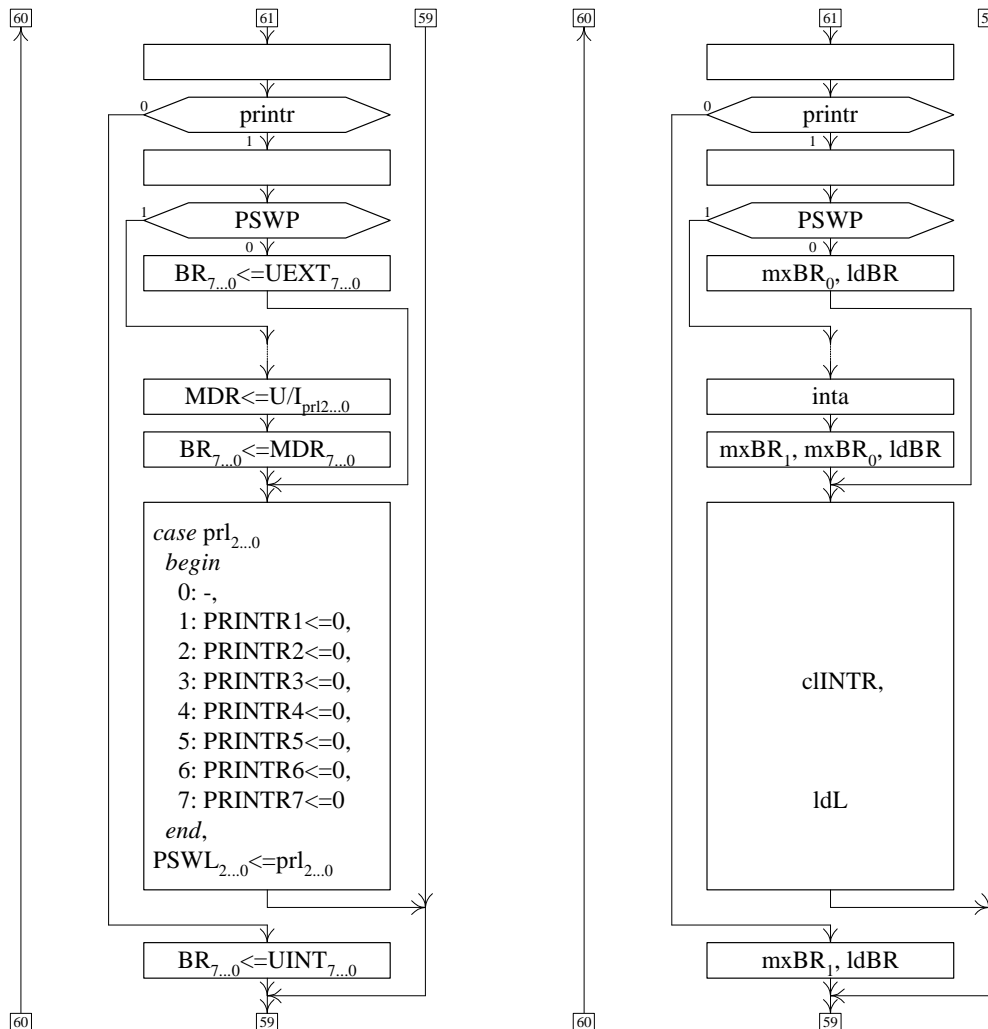 60 61 59 60 61 5
0 printr 0 printr
1 1
1 PSWP 1 PSWP
0 0
BR7...0<=UEXT7...0 mxBR0, ldBR
MDR<=U/Iprl2...0 inta
BR7...0<=MDR7...0 mxBR1, mxBR0, ldBR
case prl2...0
begin
0: -,
1: PRINTR1<=0,
2: PRINTR2<=0,
3: PRINTR3<=0, clINTR,
4: PRINTR4<=0,
5: PRINTR5<=0,
6: PRINTR6<=0,
7: PRINTR7<=0 ldL
end,
PSWL2...0<=prl2...0
BR7...0<=UINT7...0 mxBR1, ldBR
60 59 60 59